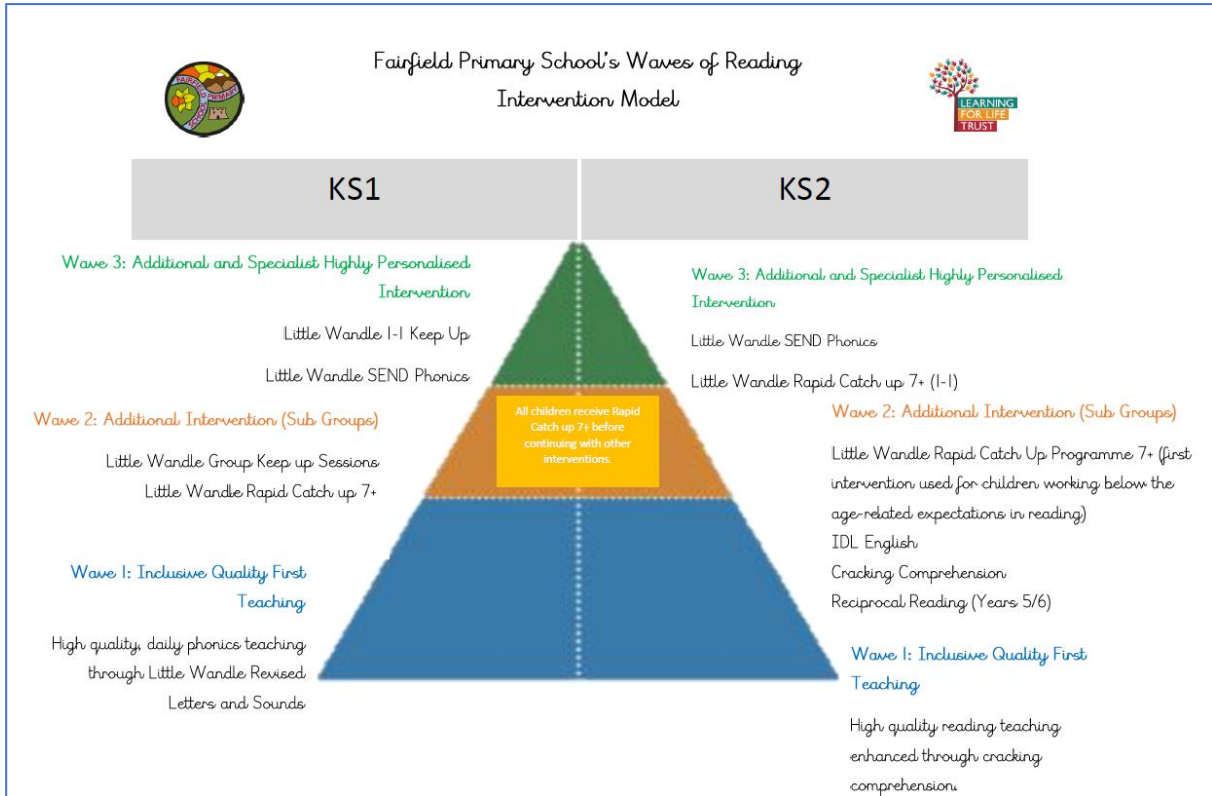 Fairfield Primary School's Waves of Reading
Intervention Model
FAIRFIELD PRIMARY SCHOOL
LEARNING
FOR LIFE
TRUST
KS1
KS2
Wave 3: Additional and Specialist Highly Personalised
Intervention
Little Wandle 1-1 Keep Up
Little Wandle SEND Phonics
Wave 2: Additional Intervention (Sub Groups)
Little Wandle Group Keep up Sessions
Little Wandle Rapid Catch up 7+
Wave 1: Inclusive Quality First
Teaching
High quality, daily phonics teaching
through Little Wandle Revised
Letters and Sounds
All children receive Rapid
Catch up 7+ before
continuing with other
interventions.
Wave 3: Additional and Specialist Highly Personalised
Intervention
Little Wandle SEND Phonics
Little Wandle Rapid Catch up 7+ (1-1)
Wave 2: Additional Intervention (Sub Groups)
Little Wandle Rapid Catch Up Programme 7+ (first
intervention used for children working below the
age-related expectations in reading)
IDL English
Cracking Comprehension
Reciprocal Reading (Years 5/6)
Wave 1: Inclusive Quality First
Teaching
High quality reading teaching
enhanced through cracking
comprehension.